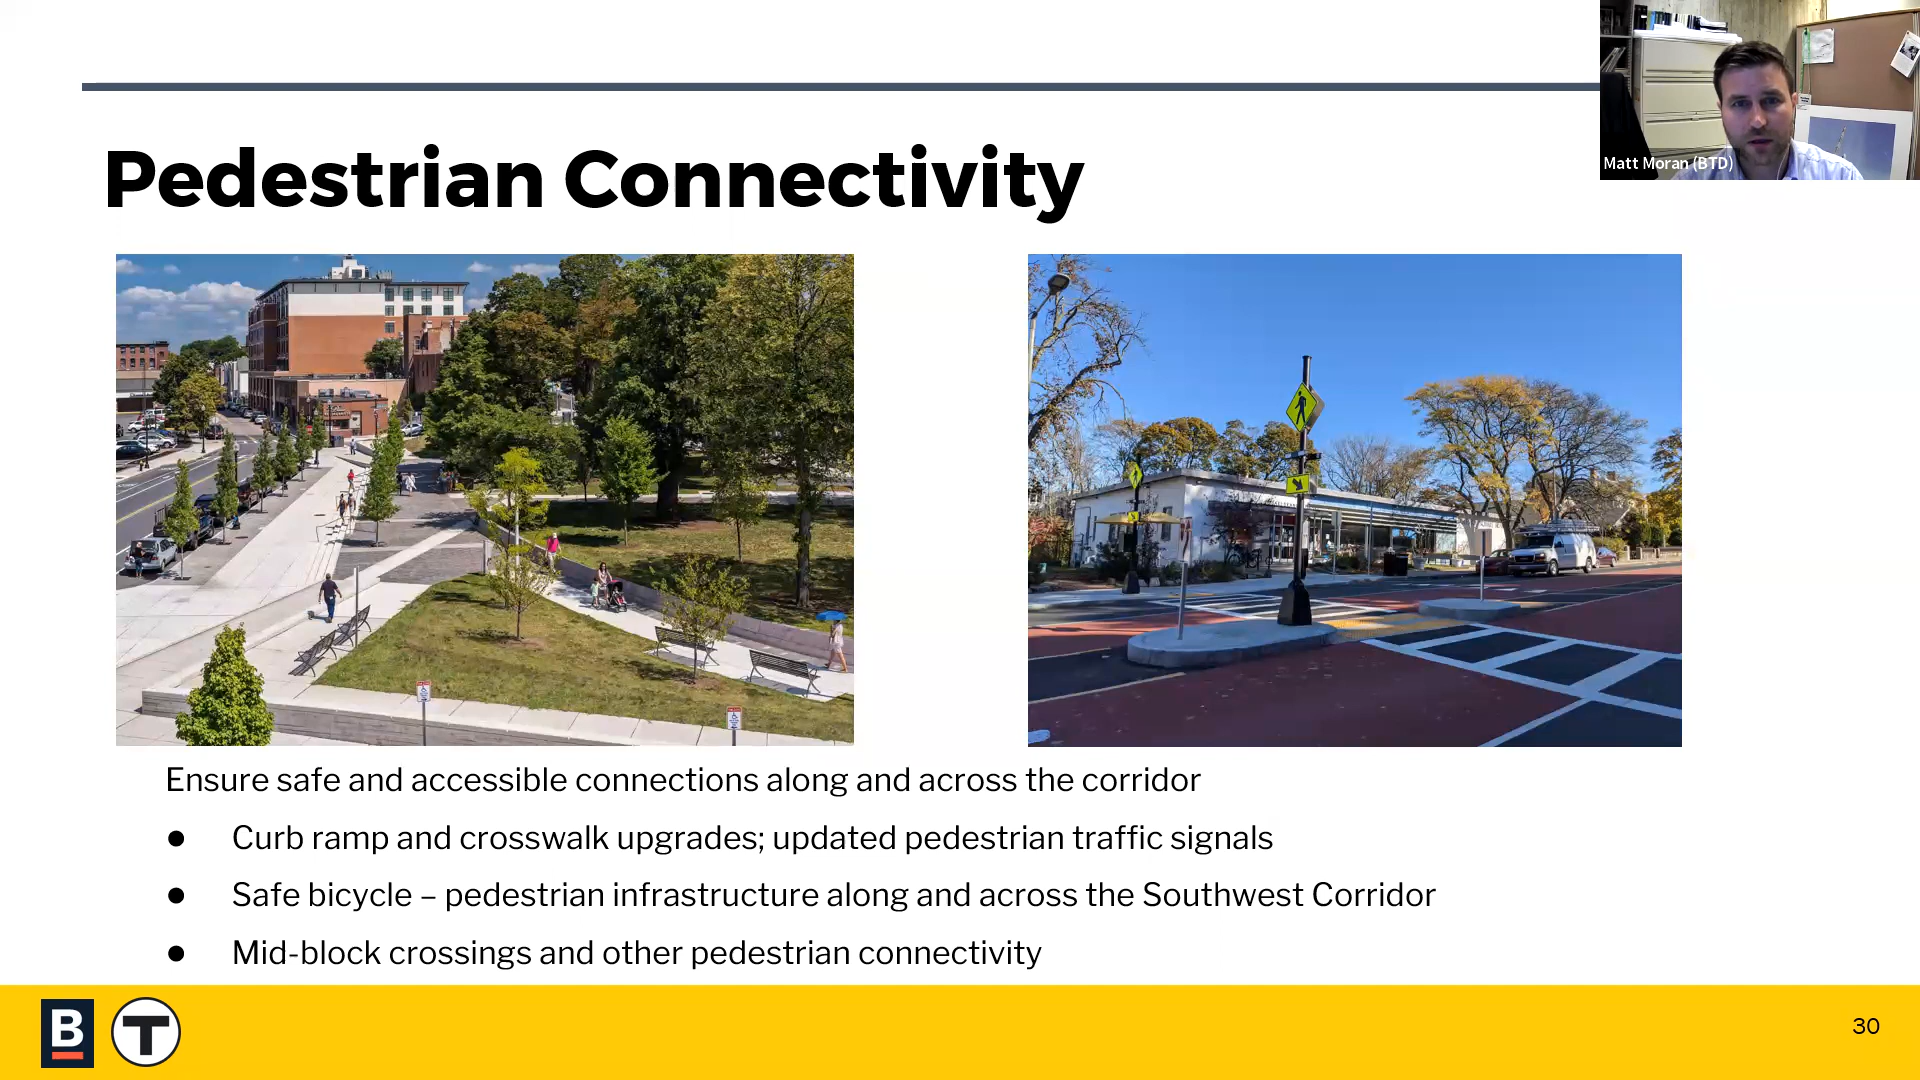 Matt Moran (BTD)
Pedestrian Connectivity
Ensure safe and accessible connections along and across the corridor
● Curb ramp and crosswalk upgrades; updated pedestrian traffic signals
● Safe bicycle – pedestrian infrastructure along and across the Southwest Corridor
● Mid-block crossings and other pedestrian connectivity
B
T
30